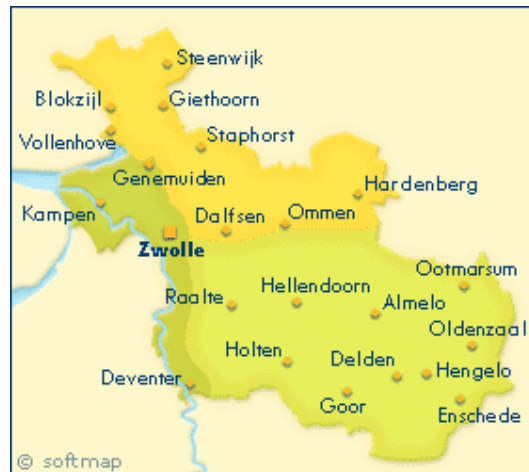 Steenwijk
Blokzijl
Giethoorn
Vollenhove
Staphorst
Genemuiden
Hardenberg
Kampen
Dalfsen
Ommen
Zwolle
Ootmarsum
Raalte
Hellendoorn
Almelo
Oldenzaal
Holten
Delden
Hengelo
Deventer
Goor
Enschede
© softmap